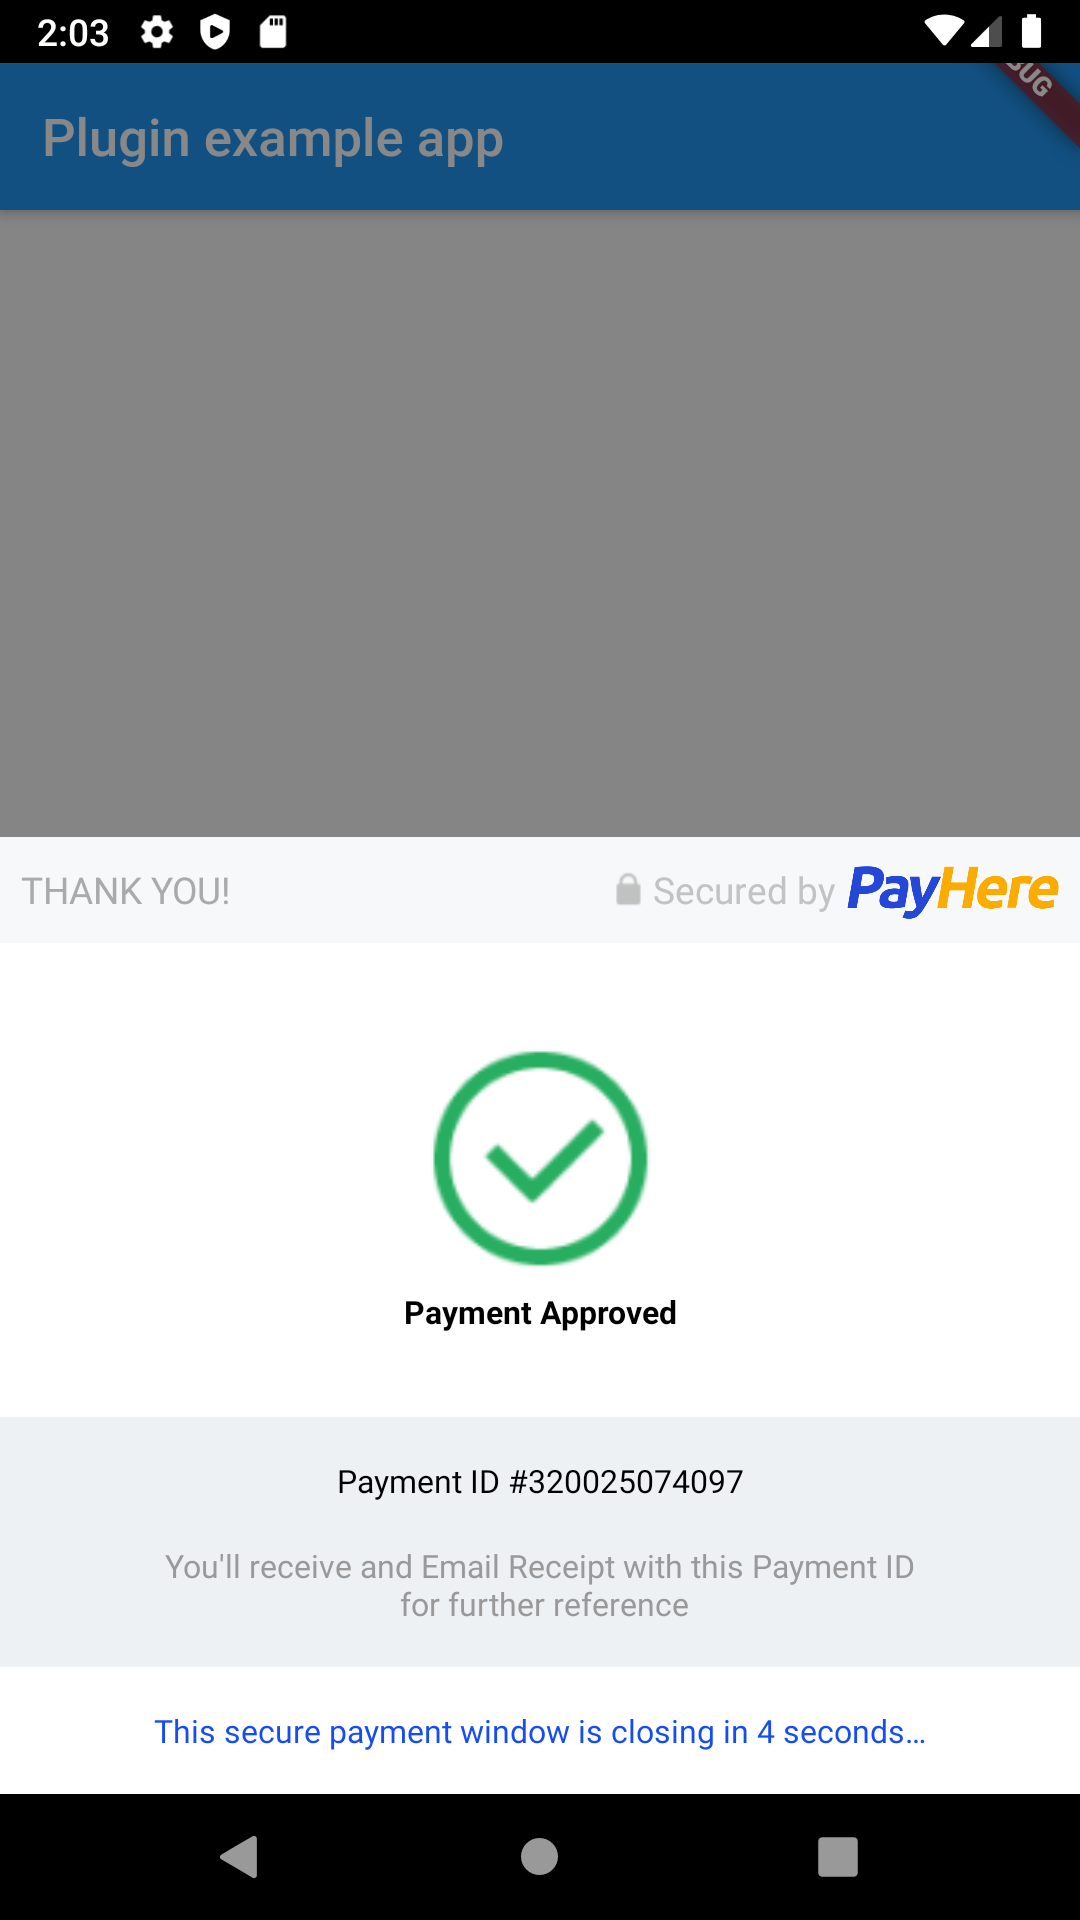 2:03
BUG
Plugin example app
THANK YOU!
Secured by PayHere
Payment Approved
Payment ID #320025074097
You'll receive and Email Receipt with this Payment ID
for further reference
This secure payment window is closing in 4 seconds...